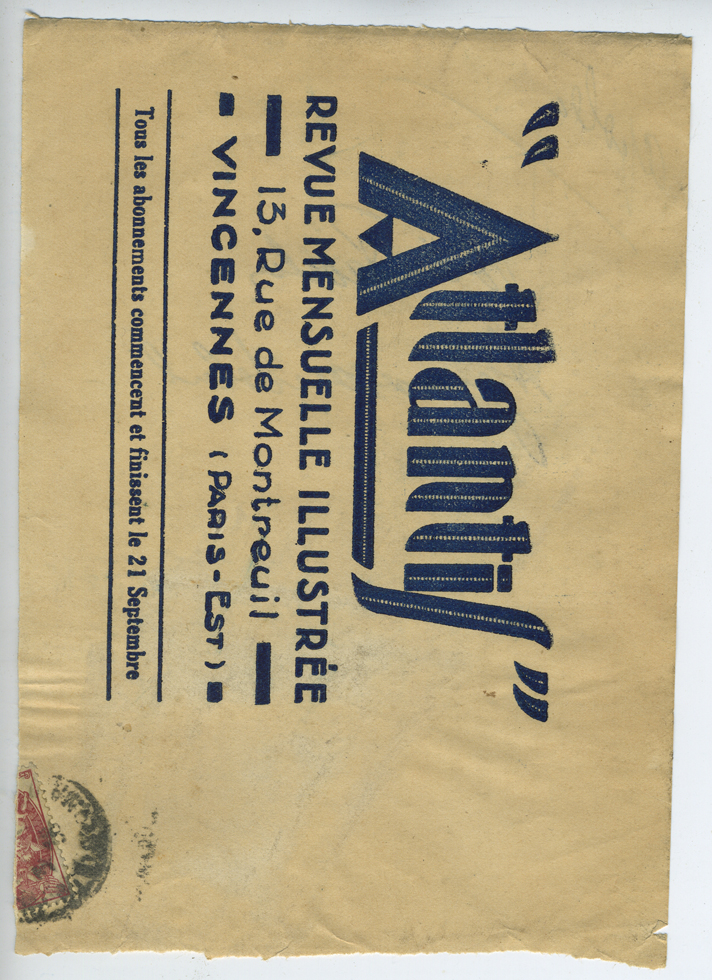 “Atlantis”
REVUE MENSUELLE ILLUSTRÉE
13, Rue de Montreuil
VINCENNES (PARIS-EST)
Tous les abonnements commencent et finissent le 21 Septembre